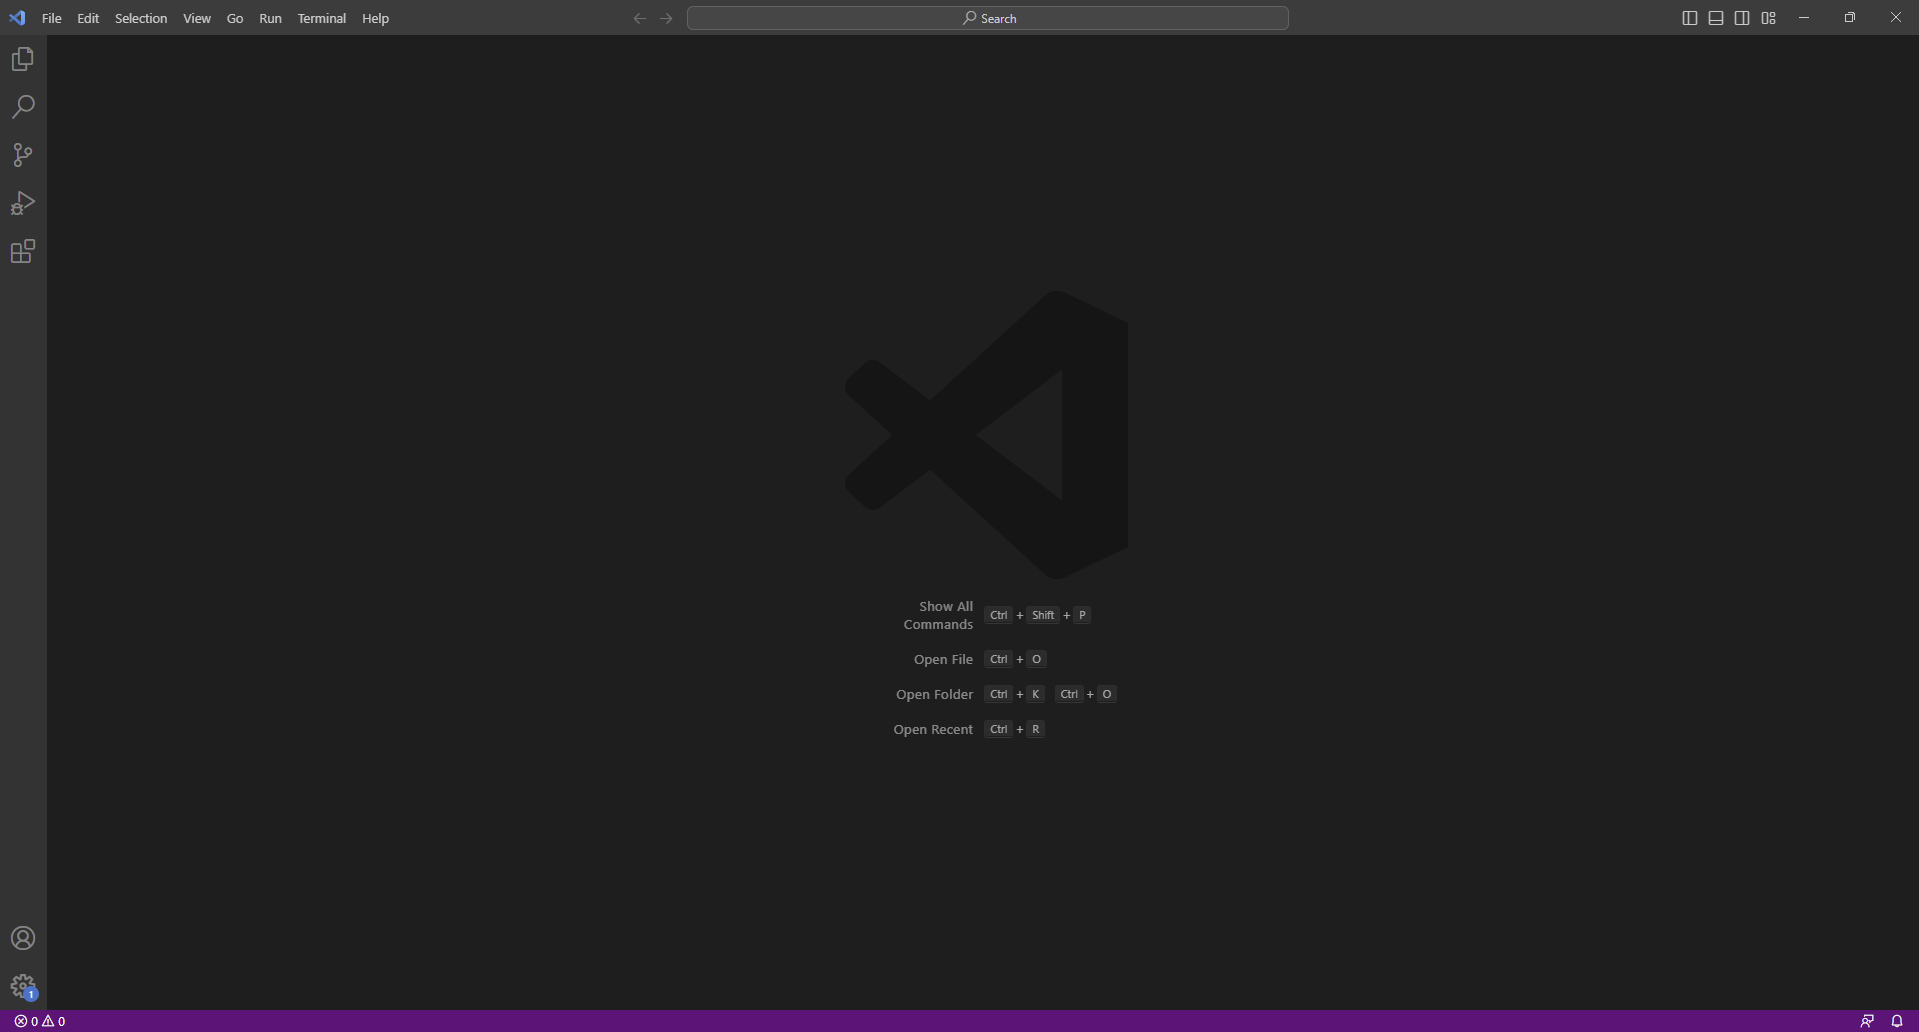 File Edit Selection View Go Run Terminal Help
Search
Show All
Commands
Ctrl + Shift + P
Open File Ctrl + O
Open Folder Ctrl + K Ctrl + O
Open Recent Ctrl + R
1
0 0